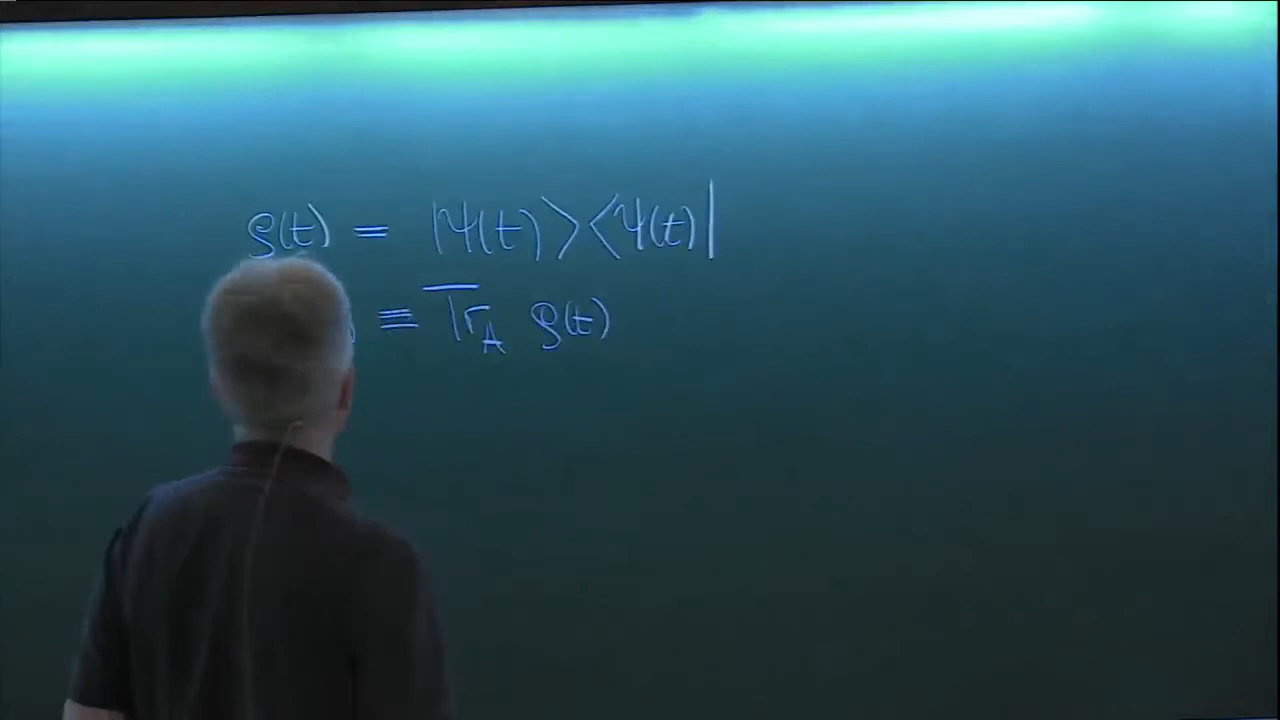 ρ(t) = |Ψ(t)⟩⟨Ψ(t)|
≡ Tr_A ρ(t)